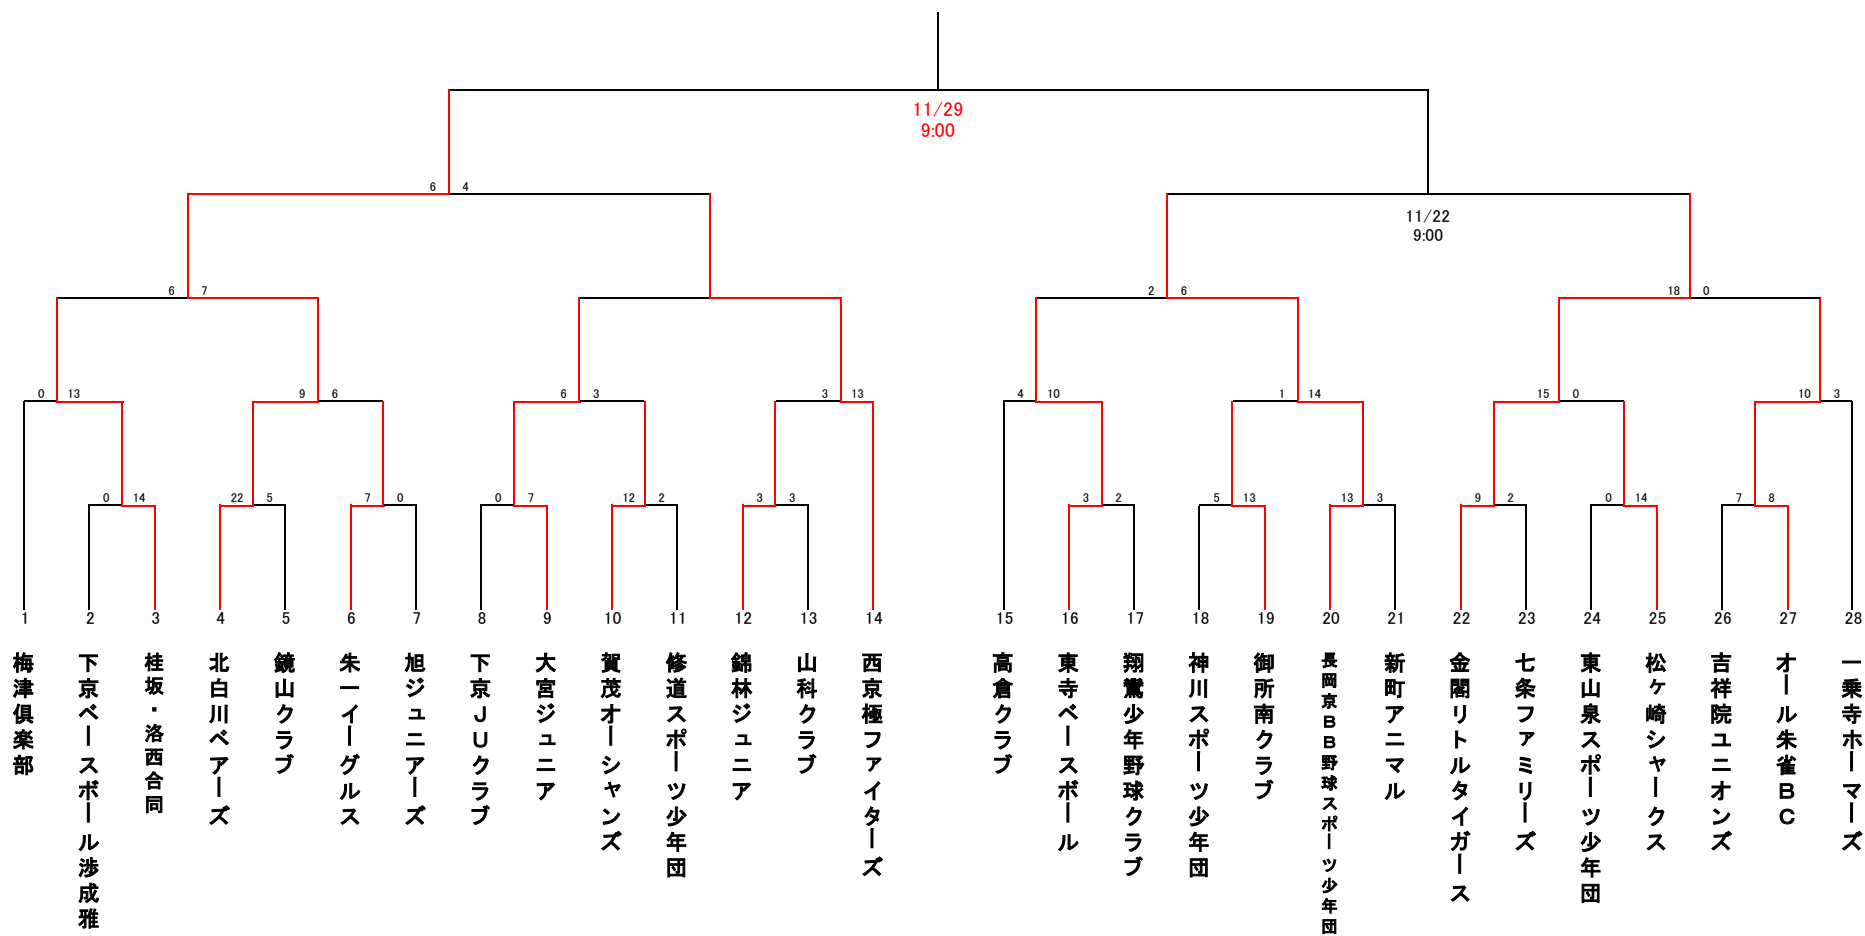 11/29
9:00
6 4
11/22
9:00
6 7
2 6
18 0
0 13
9 6
6 3
3 13
4 10
1 14
15 0
10 3
0 14
22 5
7 0
0 7
12 2
3 3
3 2
5 13
13 3
9 2
0 14
7 8
1 2 3 4 5 6 7 8 9 10 11 12 13 14 15 16 17 18 19 20 21 22 23 24 25 26 27 28
梅津倶楽部
下京ベースボール渉成雅
桂坂・洛西合同
北白川ベアーズ
鏡山クラブ
朱一イーグルス
旭ジュニアーズ
下京JUクラブ
大宮ジュニア
賀茂オーシャンズ
修道スポーツ少年団
錦林ジュニア
山科クラブ
西京極ファイターズ
高倉クラブ
東寺ベースボール
翔鸞少年野球クラブ
神川スポーツ少年団
御所南クラブ
長岡京BB野球スポーツ少年団
新町アニマル
金閣リトルタイガース
七条ファミリーズ
東山泉スポーツ少年団
松ヶ崎シャークス
吉祥院ユニオンズ
オール朱雀BC
一乗寺ホーマーズ